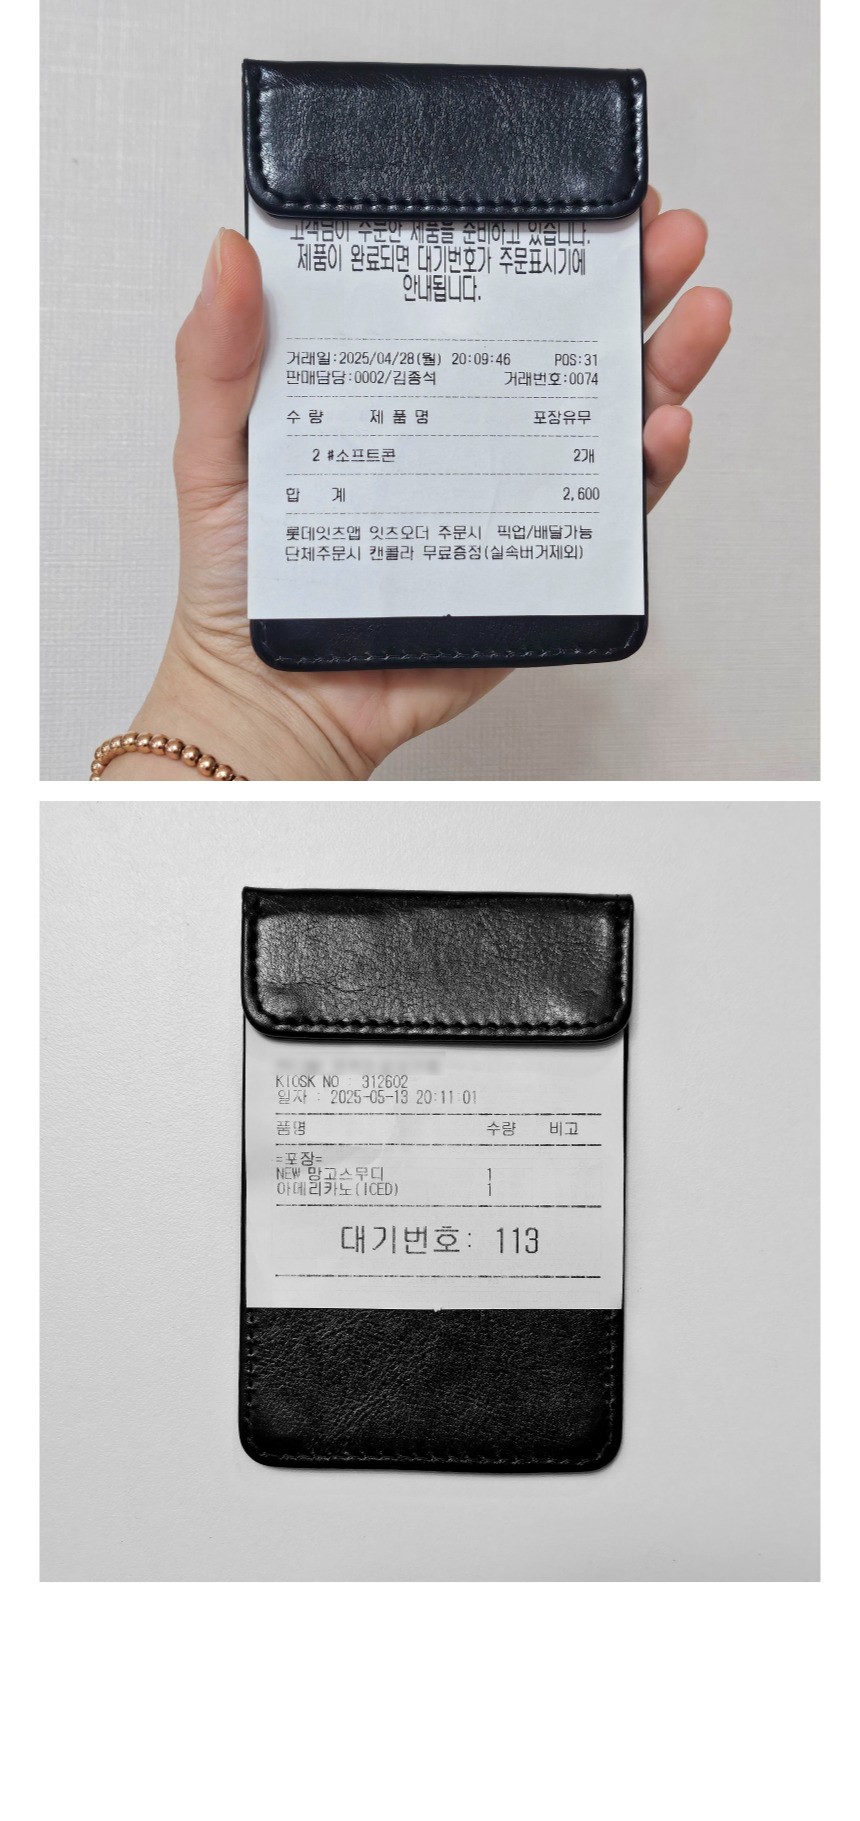 고객님이 주문한 제품을 준비하고 있습니다.
제품이 완료되면 대기번호가 주문표시기에
안내됩니다.
거래일:2025/04/28(월) 20:09:46 POS:31
판매담당:0002/김종석 거래번호:0074
수 량 제 품 명 포장유무
2 #소프트콘 2개
합 계 2,600
롯데잇츠앱 잇츠오더 주문시 픽업/배달가능
단체주문시 캔콜라 무료증정(실속버거제외)
KIOSK NO : 312602
일자 : 2025-05-13 20:11:01
품명 수량 비고
=포장=
NEW 망고스무디 1
아메리카노(ICED) 1
대기번호: 113